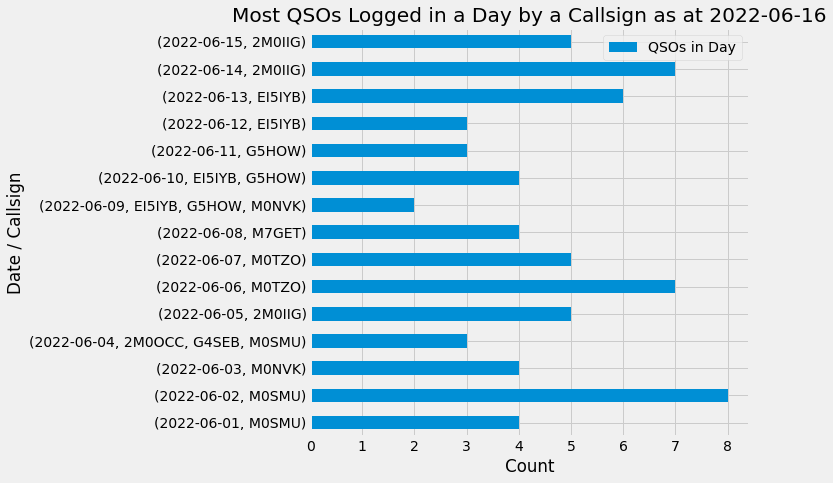 Most QSOs Logged in a Day by a Callsign as at 2022-06-16
QSOs in Day
Date / Callsign
(2022-06-15, 2M0IIG)
(2022-06-14, 2M0IIG)
(2022-06-13, EI5IYB)
(2022-06-12, EI5IYB)
(2022-06-11, G5HOW)
(2022-06-10, EI5IYB, G5HOW)
(2022-06-09, EI5IYB, G5HOW, M0NVK)
(2022-06-08, M7GET)
(2022-06-07, M0TZO)
(2022-06-06, M0TZO)
(2022-06-05, 2M0IIG)
(2022-06-04, 2M0OCC, G4SEB, M0SMU)
(2022-06-03, M0NVK)
(2022-06-02, M0SMU)
(2022-06-01, M0SMU)
0 1 2 3 4 5 6 7 8
Count